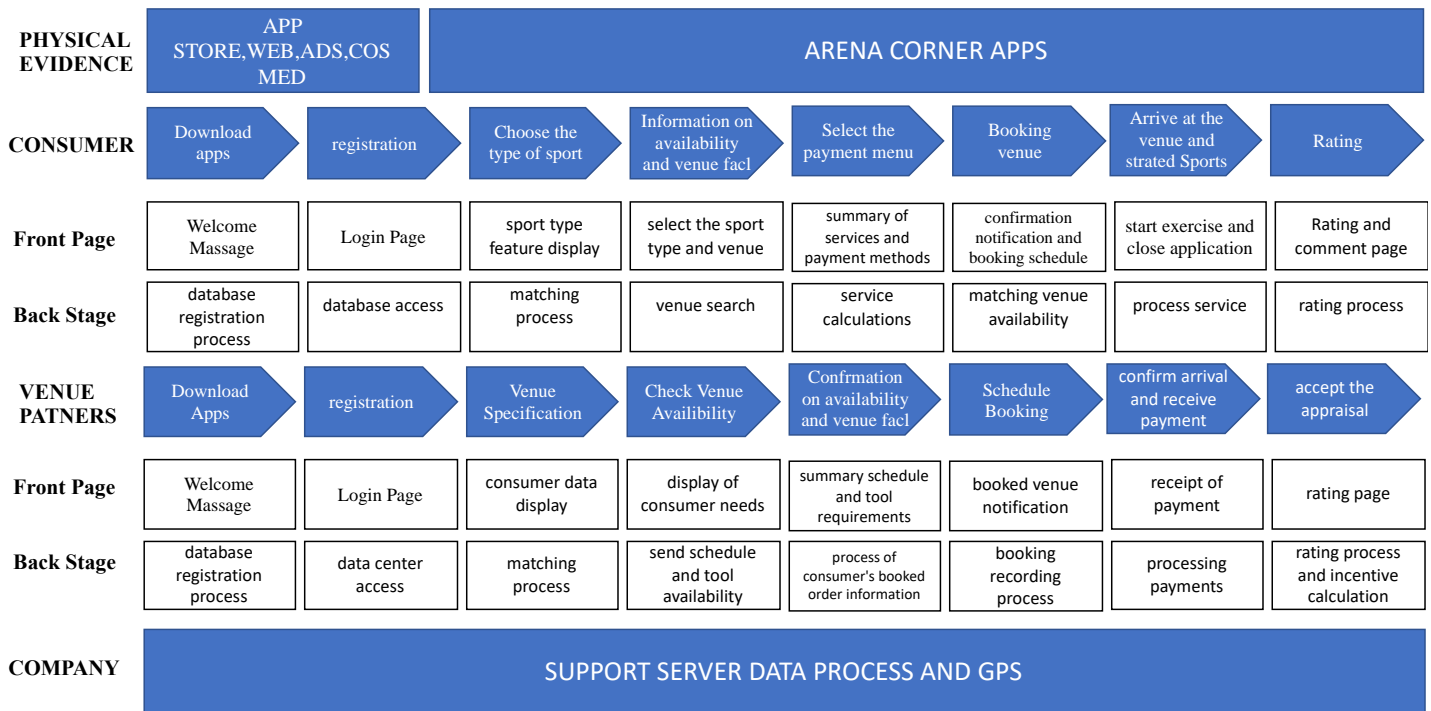 PHYSICAL
EVIDENCE
APP
STORE,WEB,ADS,COS
MED
ARENA CORNER APPS
CONSUMER
Download
apps
registration
Choose the
type of sport
Information on
availability
and venue facl
Select the
payment menu
Booking
venue
Arrive at the
venue and
strated Sports
Rating
Front Page
Welcome
Massage
Login Page
sport type
feature display
select the sport
type and venue
summary of
services and
payment methods
confirmation
notification and
booking schedule
start exercise and
close application
Rating and
comment page
Back Stage
database
registration
process
database access
matching
process
venue search
service
calculations
matching venue
availability
process service
rating process
VENUE
PATNERS
Download
Apps
registration
Venue
Specification
Check Venue
Availibility
Confrmation
on availability
and venue facl
Schedule
Booking
confirm arrival
and receive
payment
accept the
appraisal
Front Page
Welcome
Massage
Login Page
consumer data
display
display of
consumer needs
summary schedule
and tool
requirements
booked venue
notification
receipt of
payment
rating page
Back Stage
database
registration
process
data center
access
matching
process
send schedule
and tool
availability
process of
consumer's booked
order information
booking
recording
process
processing
payments
rating process
and incentive
calculation
COMPANY
SUPPORT SERVER DATA PROCESS AND GPS